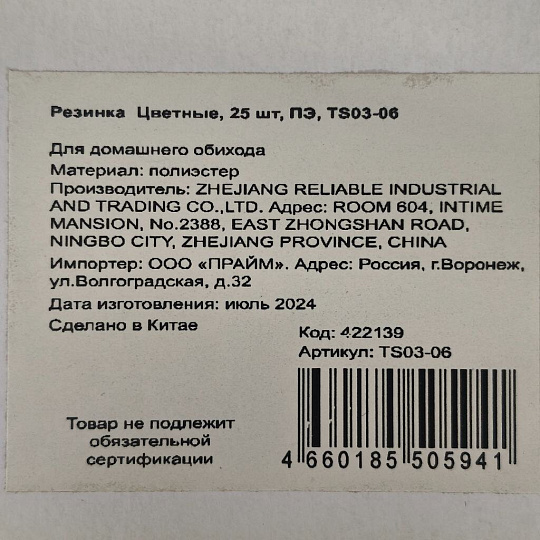 Резинка Цветные, 25 шт, ПЭ, TS03-06
Для домашнего обихода
Материал: полиэстер
Производитель: ZHEJIANG RELIABLE INDUSTRIAL
AND TRADING CO.,LTD. Адрес: ROOM 604, INTIME
MANSION, No.2388, EAST ZHONGSHAN ROAD,
NINGBO CITY, ZHEJIANG PROVINCE, CHINA
Импортер: ООО «ПРАЙМ». Адрес: Россия, г.Воронеж,
ул.Волгоградская, д.32
Дата изготовления: июль 2024
Сделано в Китае
Код: 422139
Артикул: TS03-06
Товар не подлежит
обязательной
сертификации
4 660185 505941